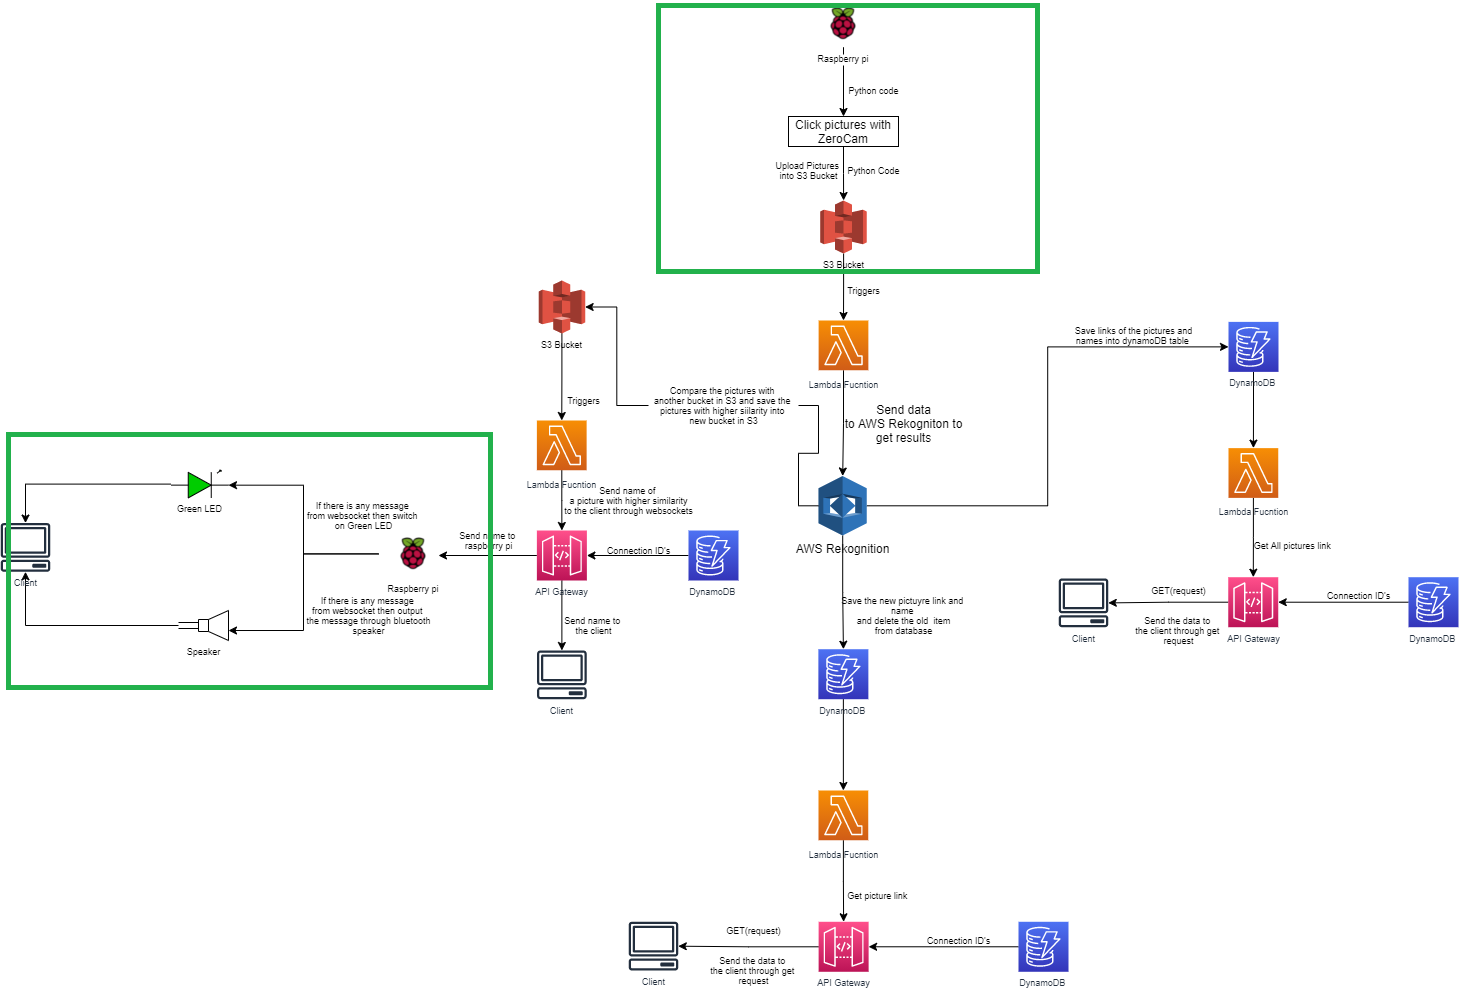 Raspberry pi
Python code
Click pictures with
ZeroCam
Upload Pictures
into S3 Bucket
Python Code
S3 Bucket
Triggers
Lambda Fucntion
Send data
to AWS Rekogniton to
get results
AWS Rekognition
Compare the pictures with
another bucket in S3 and save the
pictures with higher siilarity into
new bucket in S3
S3 Bucket
Triggers
Lambda Fucntion
Send name of
a picture with higher similarity
to the client through websockets
API Gateway
Connection ID's
DynamoDB
Send name to
the client
Client
Send name to
raspberry pi
Raspberry pi
If there is any message
from websocket then switch
on Green LED
Green LED
Client
If there is any message
from websocket then output
the message through bluetooth
speaker
Speaker
Save links of the pictures and
names into dynamoDB table
DynamoDB
Lambda Fucntion
Get All pictures link
API Gateway
Connection ID's
DynamoDB
GET(request)
Send the data to
the client through get
request
Client
Save the new pictuyre link and
name
and delete the old item
from database
DynamoDB
Lambda Fucntion
Get picture link
API Gateway
Connection ID's
DynamoDB
GET(request)
Send the data to
the client through get
request
Client